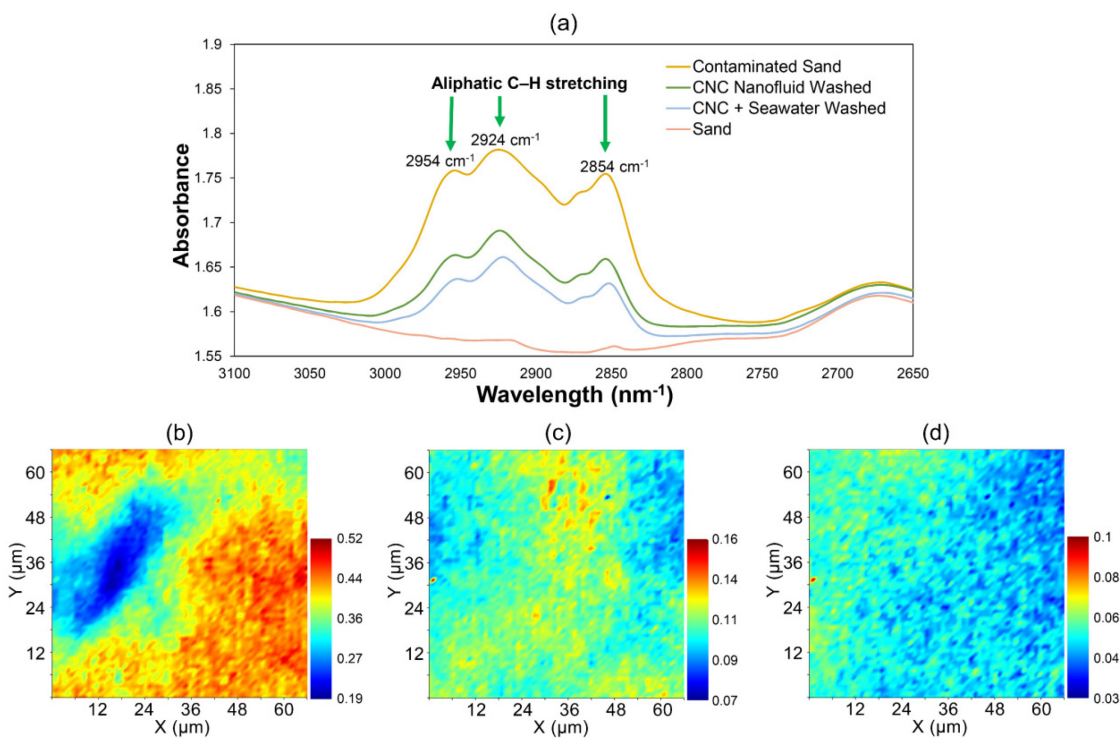 (a)
1.9
1.85
1.8
1.75
1.7
1.65
1.6
1.55
Absorbance
Aliphatic C–H stretching
2954 cm⁻¹
2924 cm⁻¹
2854 cm⁻¹
Contaminated Sand
CNC Nanofluid Washed
CNC + Seawater Washed
Sand
3100 3050 3000 2950 2900 2850 2800 2750 2700 2650
Wavelength (nm⁻¹)
(b)
60
48
36
24
12
Y (µm)
12 24 36 48 60
X (µm)
0.52
0.44
0.36
0.27
0.19
(c)
60
48
36
24
12
Y (µm)
12 24 36 48 60
X (µm)
0.16
0.14
0.11
0.09
0.07
(d)
60
48
36
24
12
Y (µm)
12 24 36 48 60
X (µm)
0.1
0.08
0.06
0.04
0.03